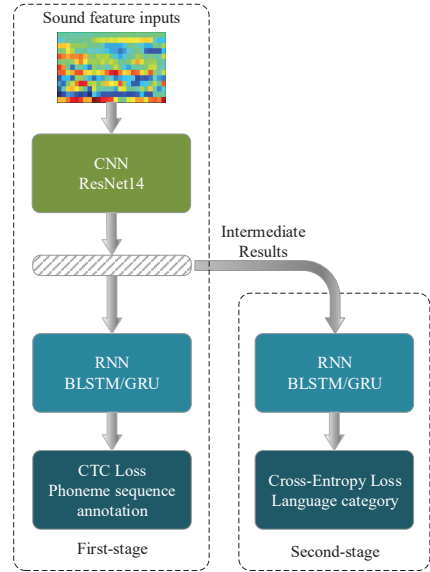 Sound feature inputs
CNN
ResNet14
Intermediate
Results
RNN
BLSTM/GRU
RNN
BLSTM/GRU
CTC Loss
Phoneme sequence
annotation
Cross-Entropy Loss
Language category
First-stage
Second-stage